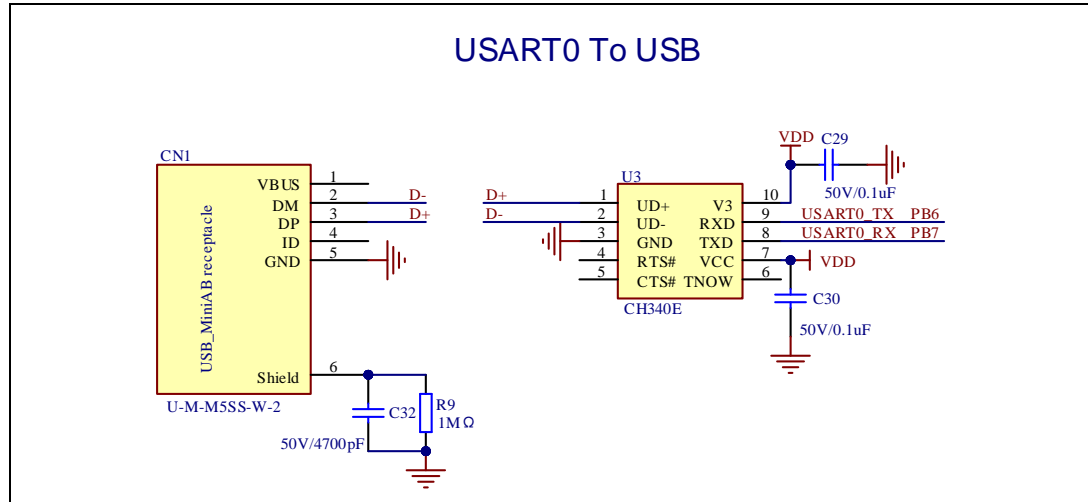 USART0 To USB
CN1
VBUS 1
DM 2 D-
DP 3 D+
ID 4
GND 5
USB_MiniAB receptacle
Shield 6
U-M-M5SS-W-2
C32
50V/4700pF
R9
1MΩ
U3
D+ 1 UD+ V3 10
D- 2 UD- RXD 9 USART0_TX PB6
3 GND TXD 8 USART0_RX PB7
4 RTS# VCC 7 VDD
5 CTS# TNOW 6
CH340E
VDD
C29
50V/0.1uF
C30
50V/0.1uF